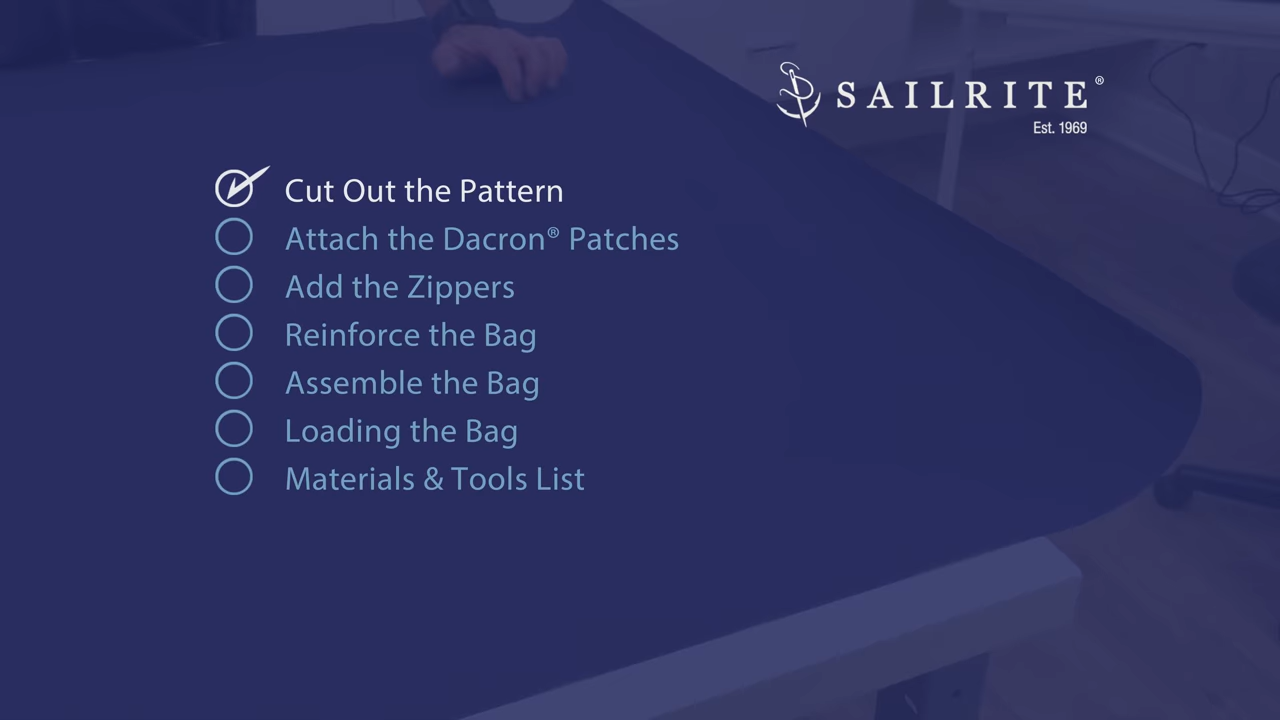 SAILRITE®
Est. 1969
Cut Out the Pattern
Attach the Dacron® Patches
Add the Zippers
Reinforce the Bag
Assemble the Bag
Loading the Bag
Materials & Tools List